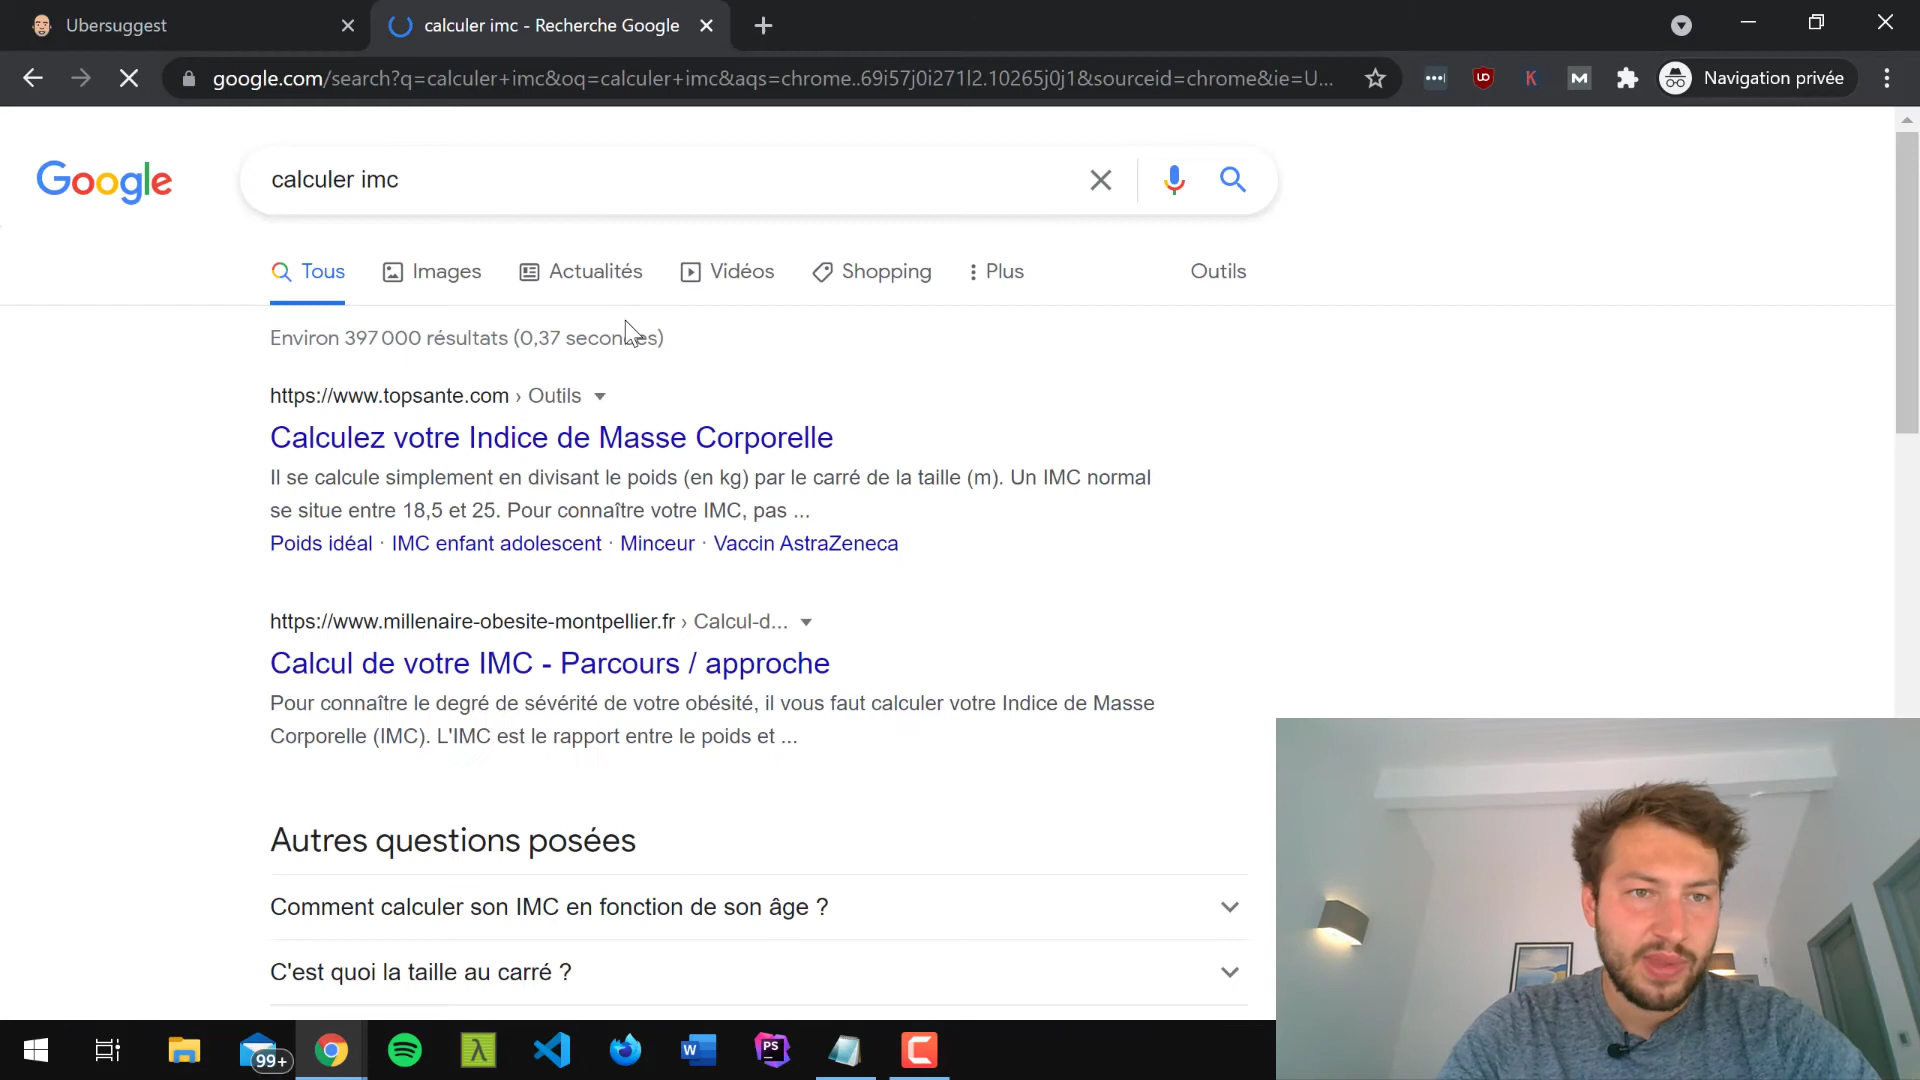 Ubersuggest
calculer imc - Recherche Google
google.com/search?q=calculer+imc&oq=calculer+imc&aqs=chrome..69i57j0i271l2.10265j0j1&sourceid=chrome&ie=U...
Navigation privée
Google
calculer imc
Tous
Images
Actualités
Vidéos
Shopping
Plus
Outils
Environ 397 000 résultats (0,37 secondes)
https://www.topsante.com › Outils
Calculez votre Indice de Masse Corporelle
Il se calcule simplement en divisant le poids (en kg) par le carré de la taille (m). Un IMC normal
se situe entre 18,5 et 25. Pour connaître votre IMC, pas ...
Poids idéal · IMC enfant adolescent · Minceur · Vaccin AstraZeneca
https://www.millenaire-obesite-montpellier.fr › Calcul-d...
Calcul de votre IMC - Parcours / approche
Pour connaître le degré de sévérité de votre obésité, il vous faut calculer votre Indice de Masse
Corporelle (IMC). L'IMC est le rapport entre le poids et ...
Autres questions posées
Comment calculer son IMC en fonction de son âge ?
C'est quoi la taille au carré ?
99+